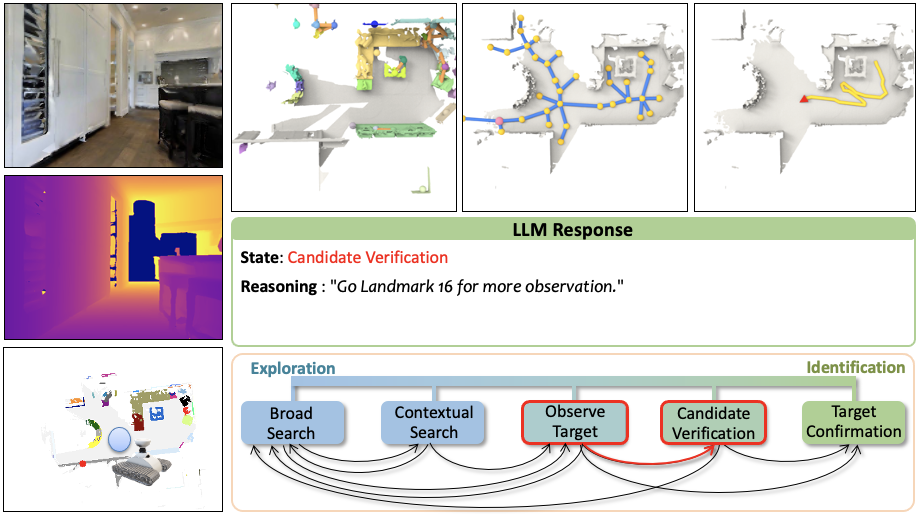 LLM Response
State: Candidate Verification
Reasoning : "Go Landmark 16 for more observation."
Exploration
Identification
Broad
Search
Contextual
Search
Observe
Target
Candidate
Verification
Target
Confirmation